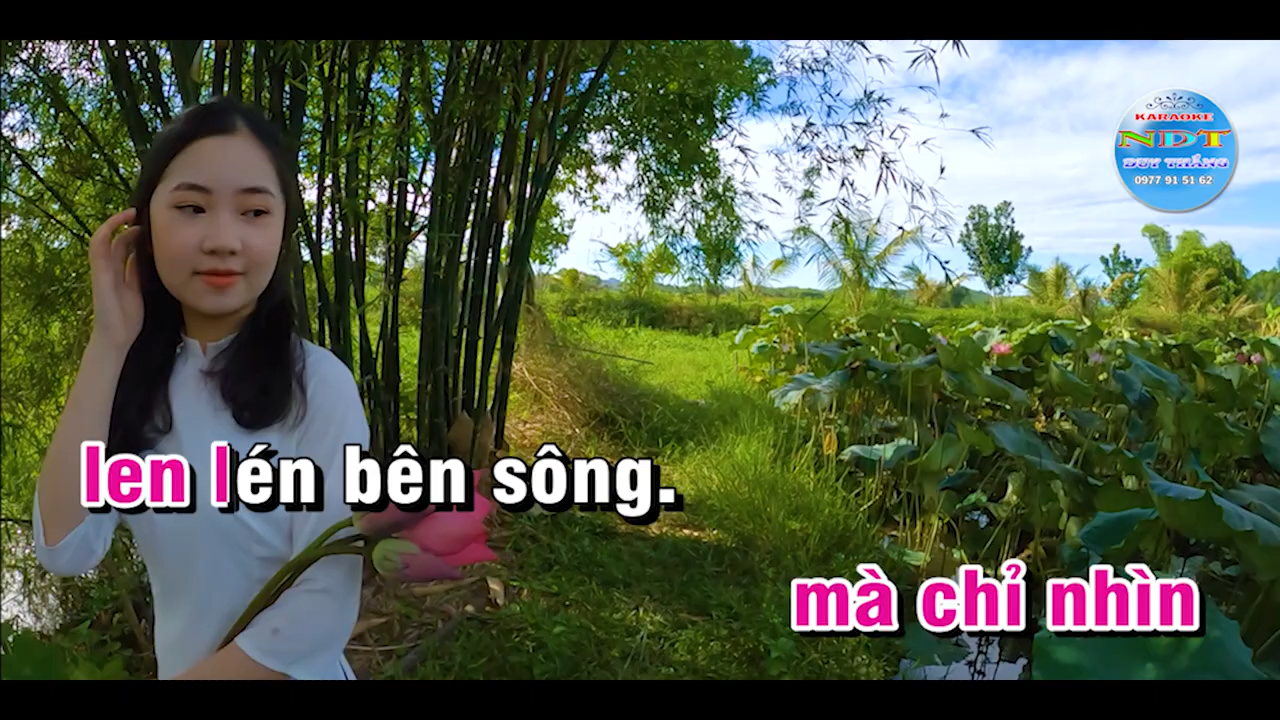 KARAOKE
NDT
DUY THẮNG
0977 91 51 62
len lén bên sông.
mà chỉ nhìn